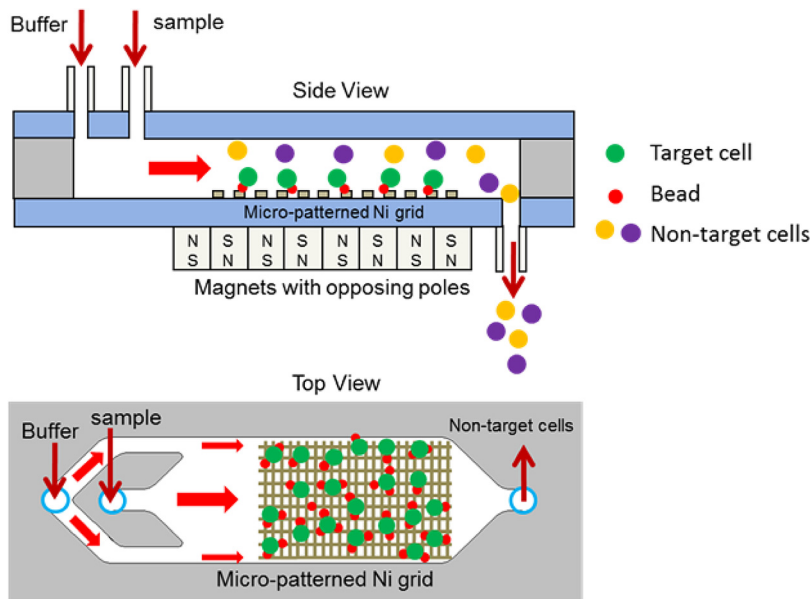 Buffer
sample
Side View
Target cell
Bead
Non-target cells
Micro-patterned Ni grid
N S N S N S N S
S N S N S N S N
Magnets with opposing poles
Top View
Buffer
sample
Non-target cells
Micro-patterned Ni grid